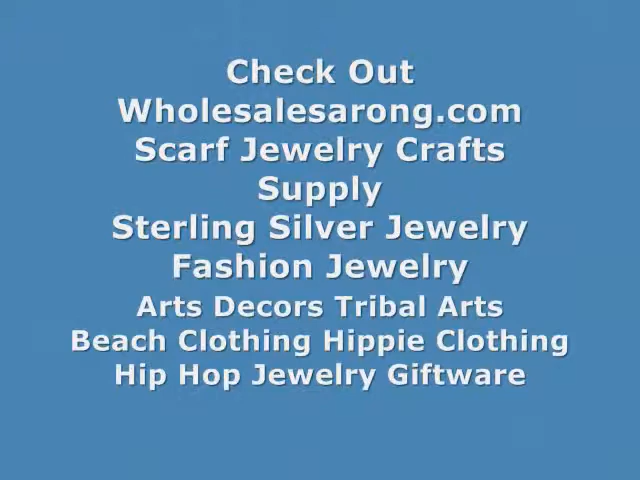 Check Out
Wholesalesarong.com
Scarf Jewelry Crafts
Supply
Sterling Silver Jewelry
Fashion Jewelry
Arts Decors Tribal Arts
Beach Clothing Hippie Clothing
Hip Hop Jewelry Giftware